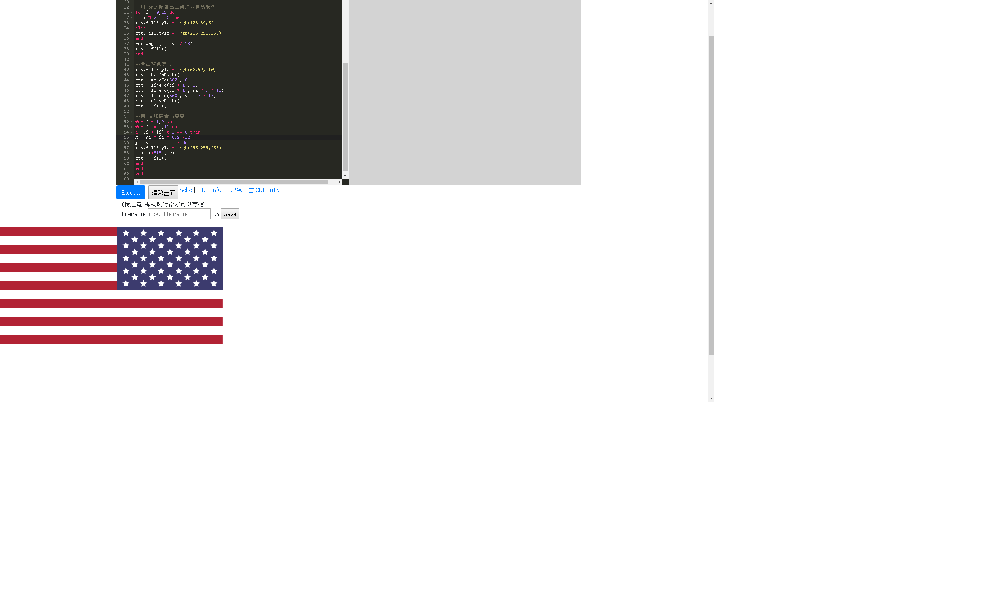 29
30 --用for迴圈畫出13條線並且給顏色
31 for i = 0,12 do
32 if i % 2 == 0 then
33 ctx.fillStyle = "rgb(178,34,52)"
34 else
35 ctx.fillStyle = "rgb(255,255,255)"
36 end
37 rectangle(i * si / 13)
38 ctx : fill()
39 end
40
41 --畫出藍色背景
42 ctx.fillStyle = "rgb(60,59,110)"
43 ctx : beginPath()
44 ctx : moveTo(600 , 0)
45 ctx : lineTo(si * 1 , 0)
46 ctx : lineTo(si * 1 , si * 7 / 13)
47 ctx : lineTo(600 , si * 7 / 13)
48 ctx : closePath()
49 ctx : fill()
50
51 --用for迴圈畫出星星
52 for i = 1,9 do
53 for ii = 1,11 do
54 if (i + ii) % 2 == 0 then
55 x = si * ii * 0.9 /12
56 y = si * i  * 7 /130
57 ctx.fillStyle = "rgb(255,255,255)"
58 star(x+315 , y)
59 ctx : fill()
60 end
61 end
62 end
63
Execute 清除畫面 hello | nfu | nfu2 | USA | 回 CMsimfly
(請注意: 程式執行後才可以存檔!)
Filename: input file name .lua Save